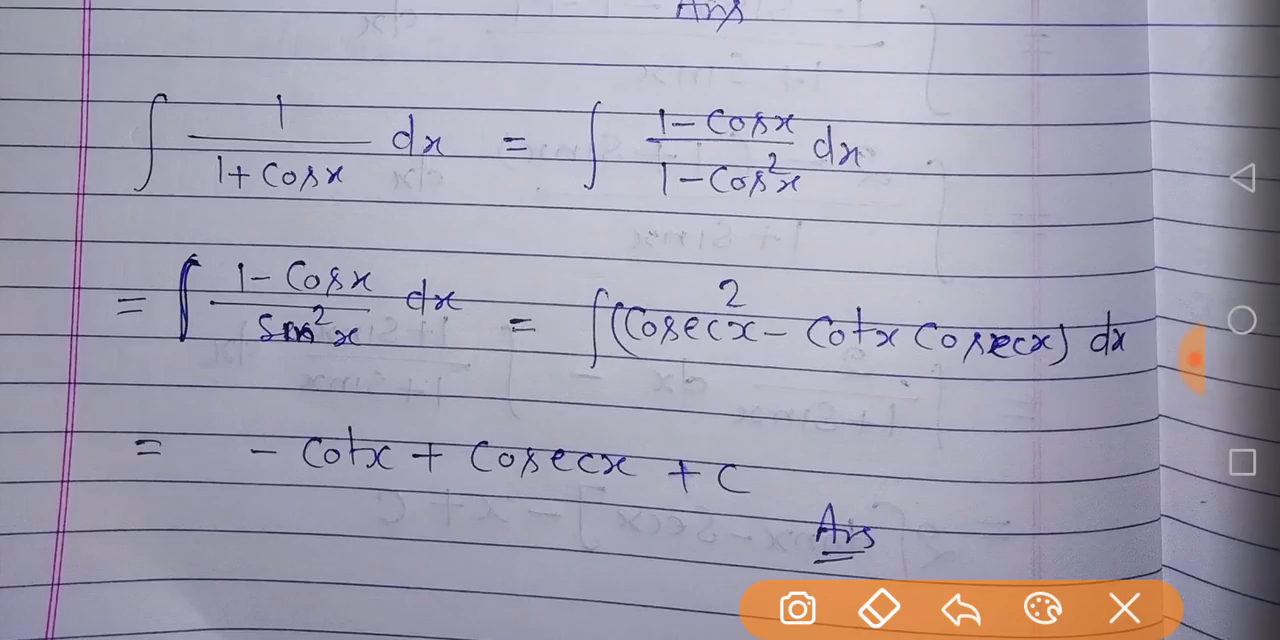 Ans
∫ 1/(1+cosx) dx = ∫ (1-cosx)/(1-cos²x) dx
= ∫ (1-cosx)/(sin²x) dx = ∫(cosec²x - cotx cosecx) dx
= -cotx + cosecx + c
Ans